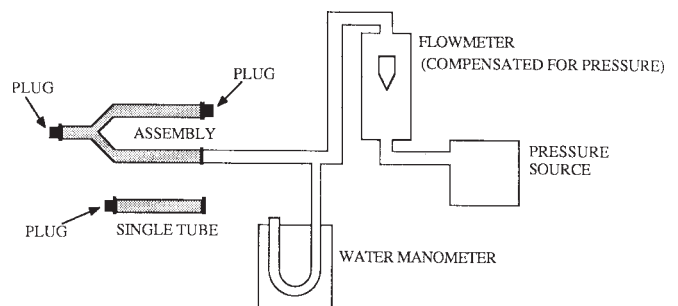 FLOWMETER
(COMPENSATED FOR PRESSURE)
PLUG
PLUG
ASSEMBLY
PRESSURE
SOURCE
PLUG
SINGLE TUBE
WATER MANOMETER